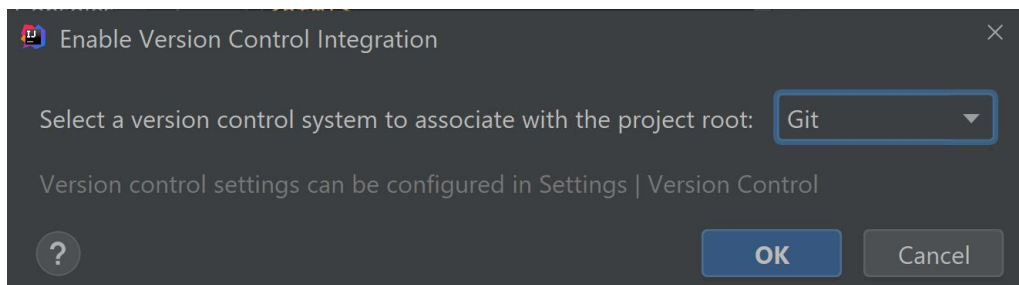 IJ
Enable Version Control Integration
Select a version control system to associate with the project root: Git
Version control settings can be configured in Settings | Version Control
?
OK Cancel